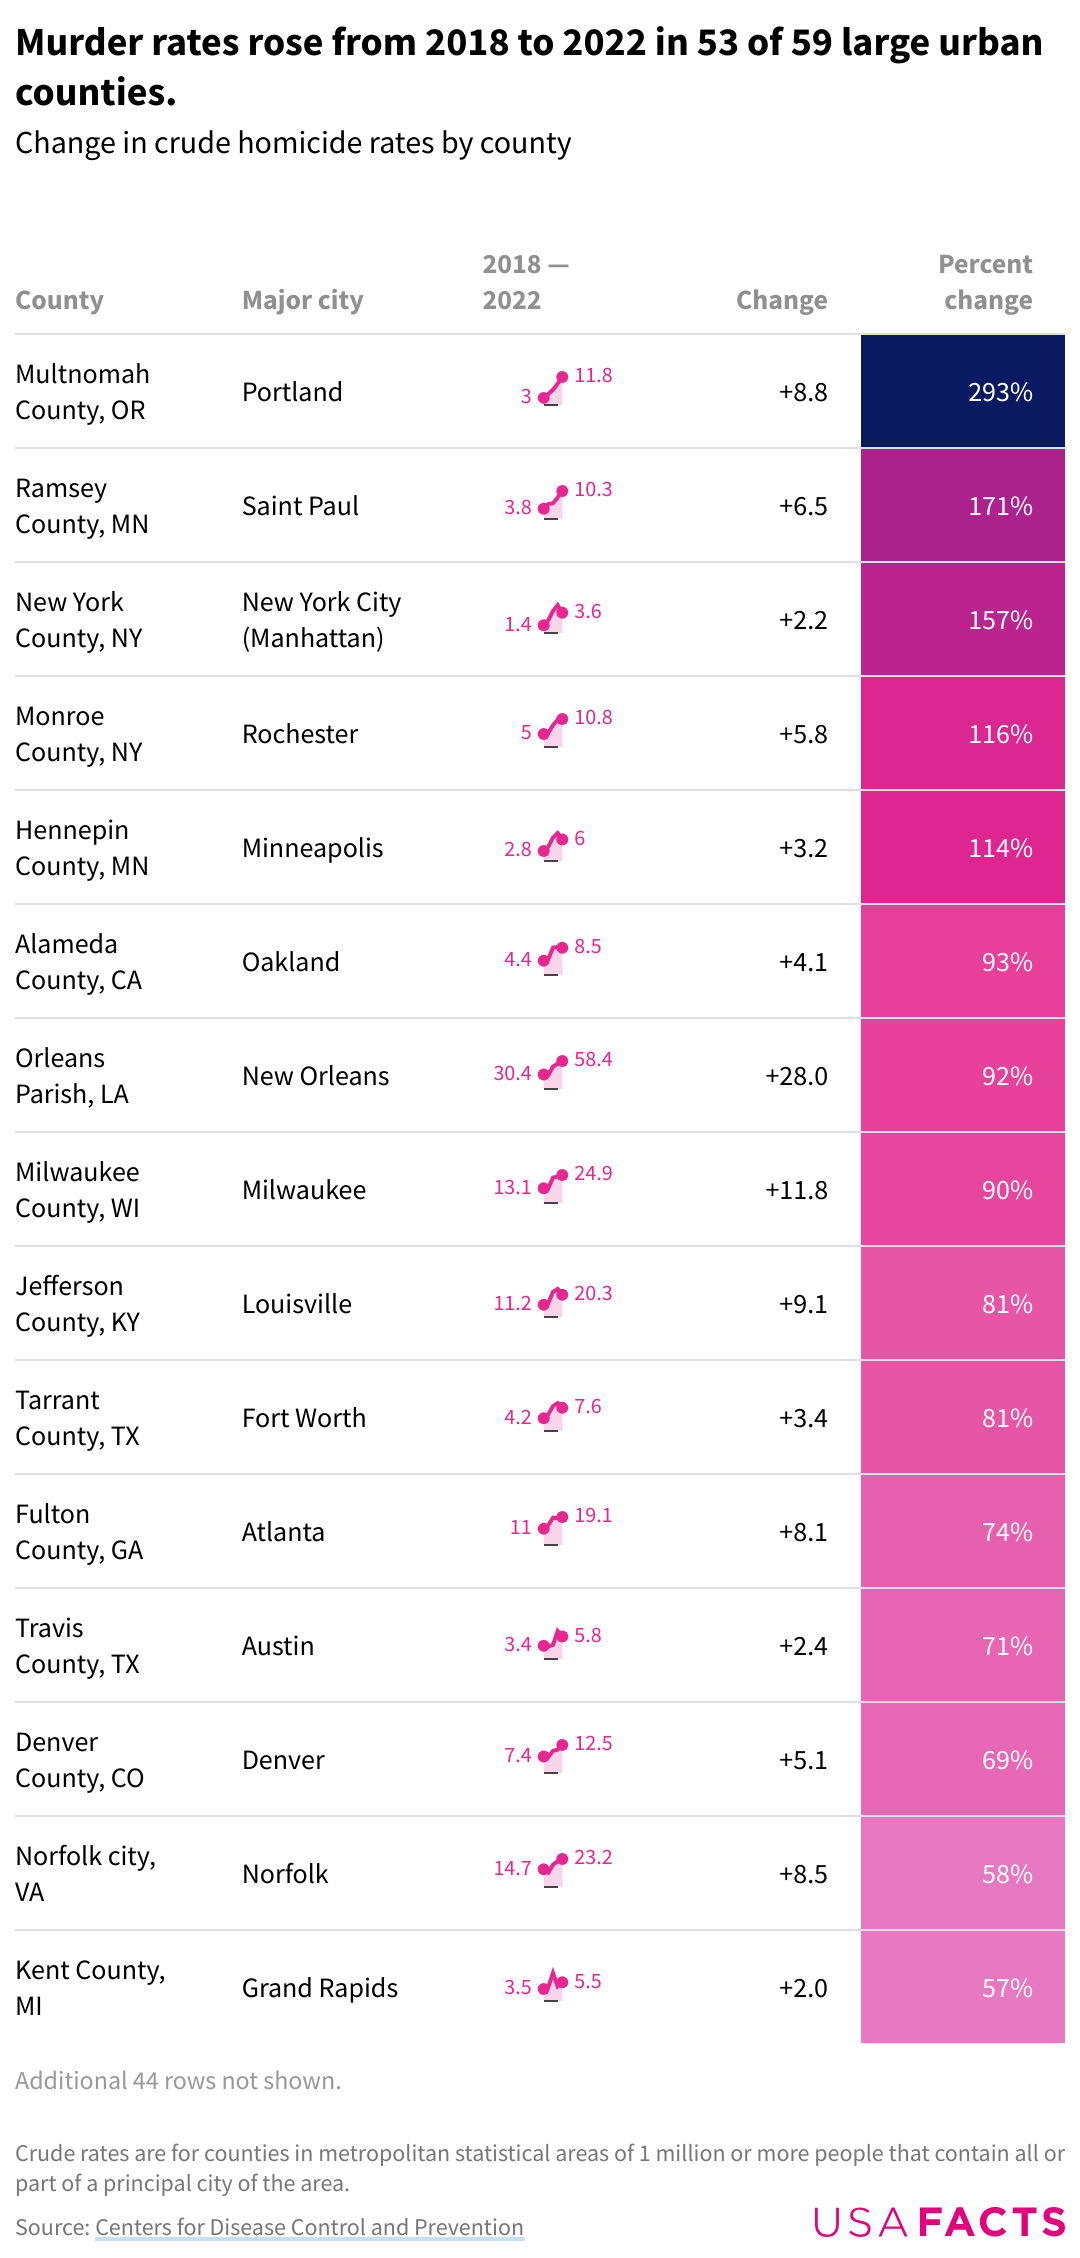 Murder rates rose from 2018 to 2022 in 53 of 59 large urban
counties.
Change in crude homicide rates by county
2018 —
Percent
County Major city 2022 Change change
Multnomah
County, OR
Portland
3 11.8
+8.8 293%
Ramsey
County, MN
Saint Paul
3.8 10.3
+6.5 171%
New York
County, NY
New York City
(Manhattan)
1.4 3.6
+2.2 157%
Monroe
County, NY
Rochester
5 10.8
+5.8 116%
Hennepin
County, MN
Minneapolis
2.8 6
+3.2 114%
Alameda
County, CA
Oakland
4.4 8.5
+4.1 93%
Orleans
Parish, LA
New Orleans
30.4 58.4
+28.0 92%
Milwaukee
County, WI
Milwaukee
13.1 24.9
+11.8 90%
Jefferson
County, KY
Louisville
11.2 20.3
+9.1 81%
Tarrant
County, TX
Fort Worth
4.2 7.6
+3.4 81%
Fulton
County, GA
Atlanta
11 19.1
+8.1 74%
Travis
County, TX
Austin
3.4 5.8
+2.4 71%
Denver
County, CO
Denver
7.4 12.5
+5.1 69%
Norfolk city,
VA
Norfolk
14.7 23.2
+8.5 58%
Kent County,
MI
Grand Rapids
3.5 5.5
+2.0 57%
Additional 44 rows not shown.
Crude rates are for counties in metropolitan statistical areas of 1 million or more people that contain all or
part of a principal city of the area.
Source: Centers for Disease Control and Prevention
USAFACTS